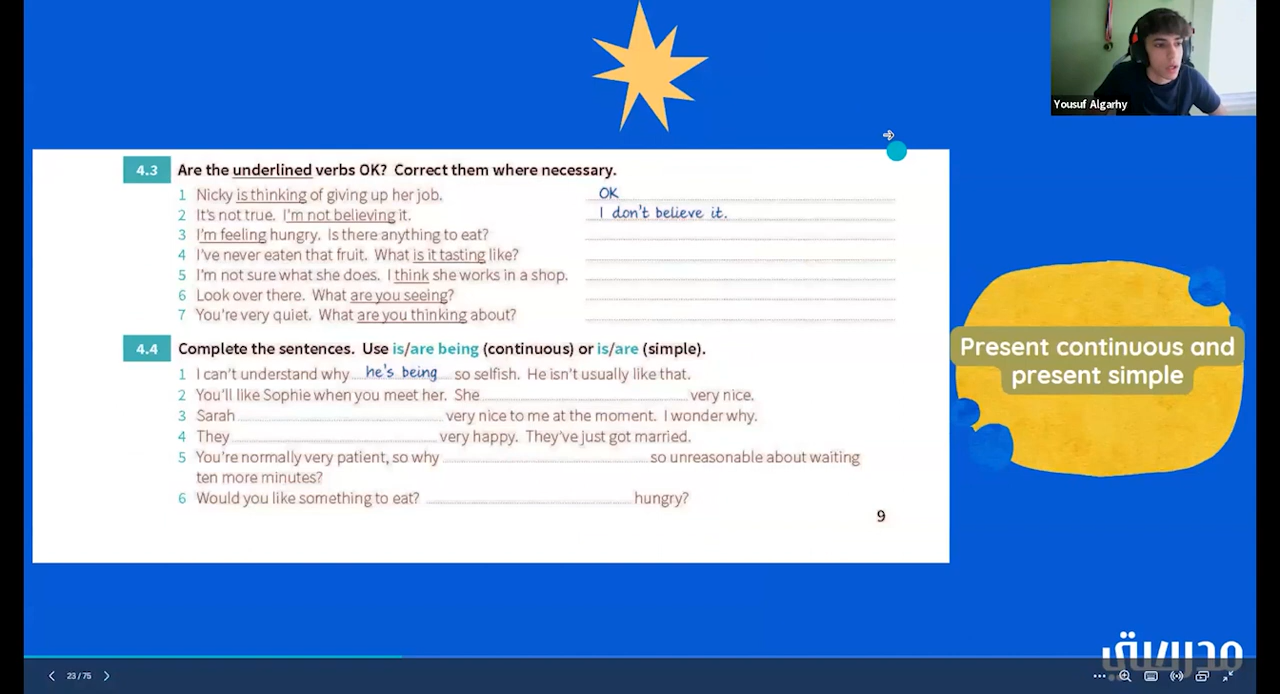 Yousuf Algarhy
4.3 Are the underlined verbs OK? Correct them where necessary.
1 Nicky is thinking of giving up her job. OK
2 It's not true. I'm not believing it. I don't believe it.
3 I'm feeling hungry. Is there anything to eat?
4 I've never eaten that fruit. What is it tasting like?
5 I'm not sure what she does. I think she works in a shop.
6 Look over there. What are you seeing?
7 You're very quiet. What are you thinking about?
4.4 Complete the sentences. Use is/are being (continuous) or is/are (simple).
1 I can't understand why he's being so selfish. He isn't usually like that.
2 You'll like Sophie when you meet her. She very nice.
3 Sarah very nice to me at the moment. I wonder why.
4 They very happy. They've just got married.
5 You're normally very patient, so why so unreasonable about waiting
ten more minutes?
6 Would you like something to eat? hungry?
9
Present continuous and
present simple
مدرستي
23/75